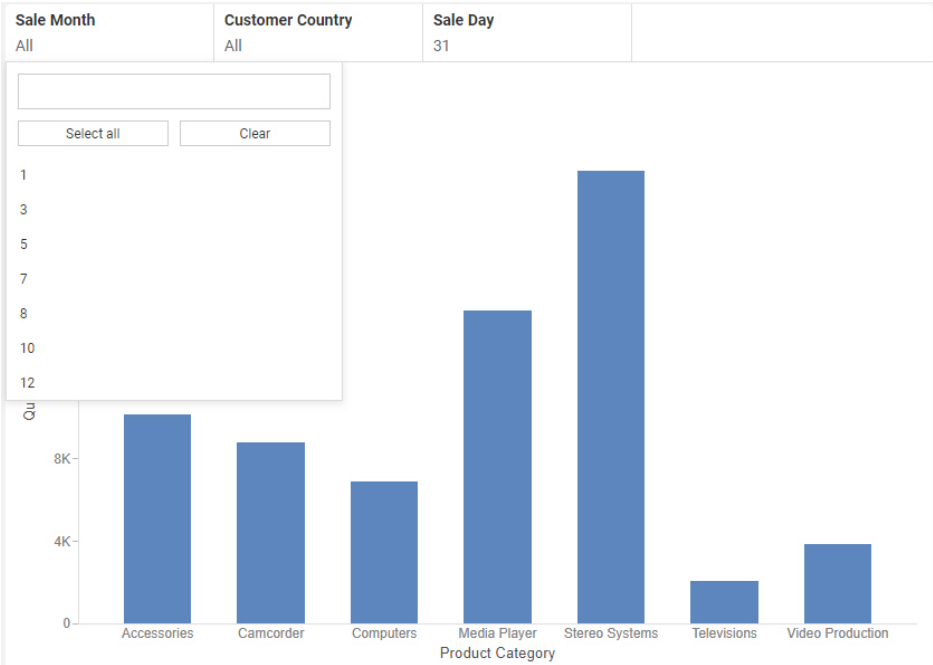 Sale Month Customer Country Sale Day
All All 31
Select all Clear
1
3
5
7
8
10
12
8K
4K
0
Accessories Camcorder Computers Media Player Stereo Systems Televisions Video Production
Product Category